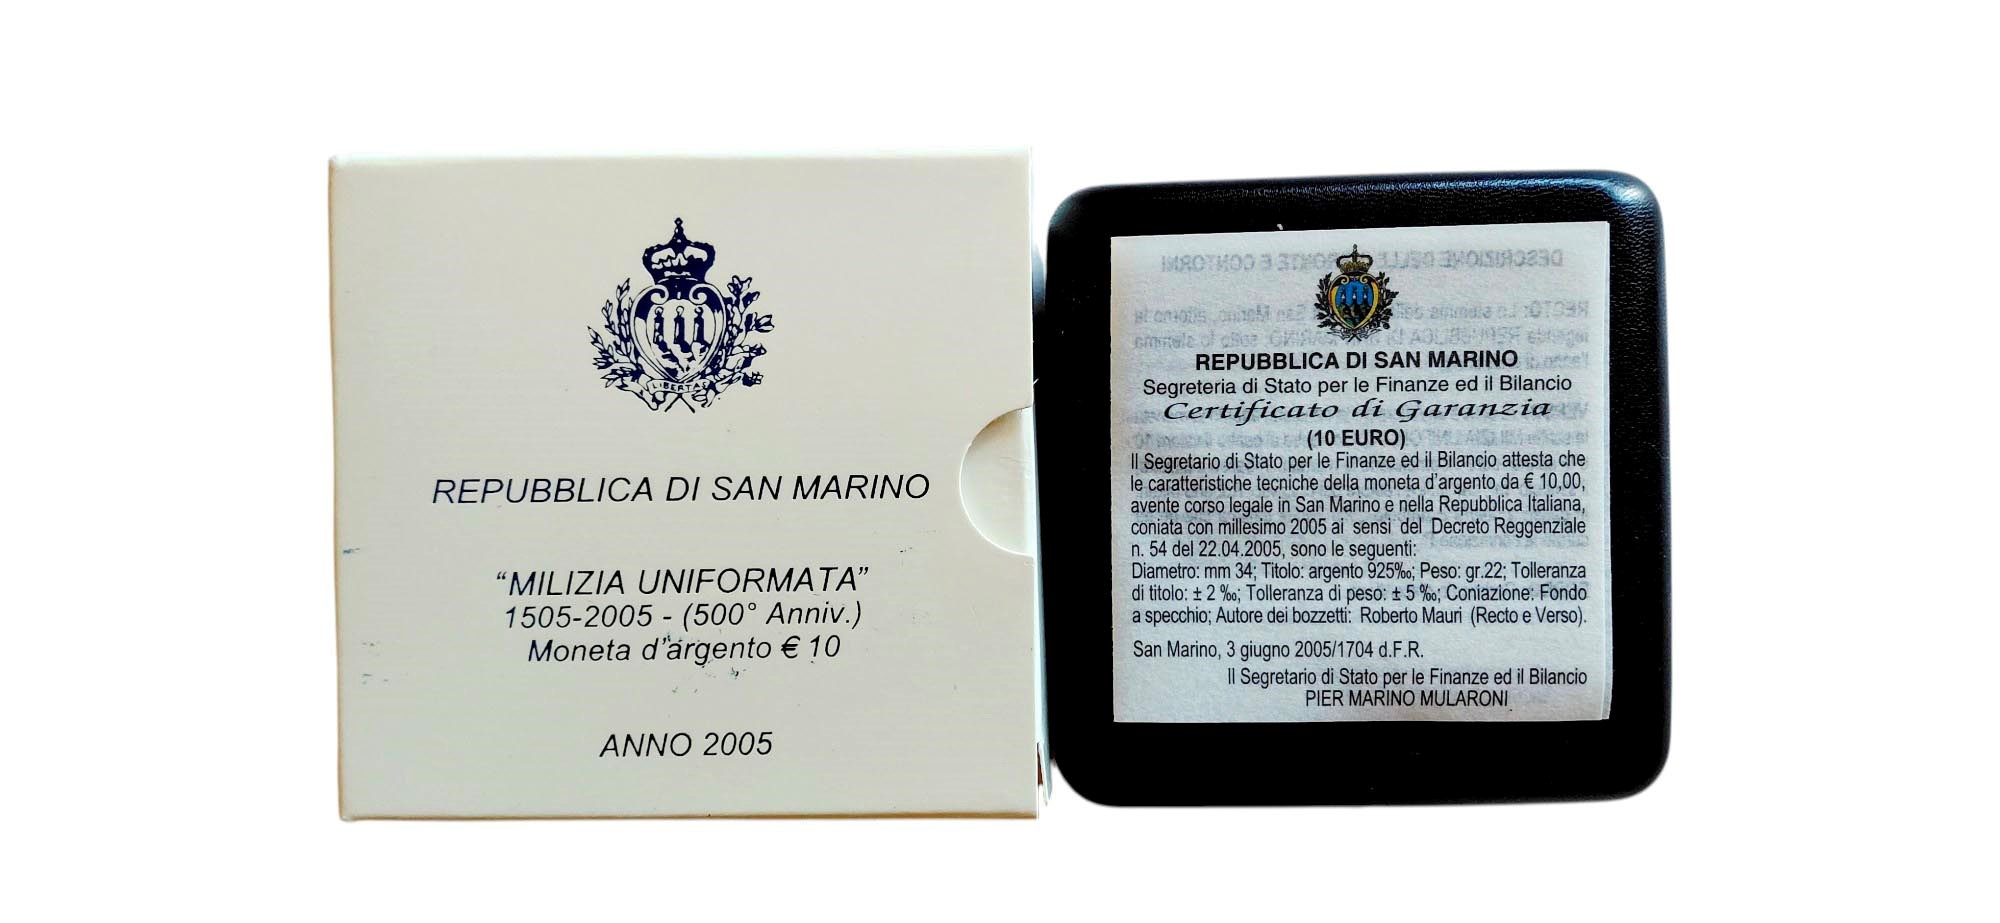 LIBERTAS
REPUBBLICA DI SAN MARINO
“MILIZIA UNIFORMATA”
1505-2005 - (500° Anniv.)
Moneta d'argento € 10
ANNO 2005
REPUBBLICA DI SAN MARINO
Segreteria di Stato per le Finanze ed il Bilancio
Certificato di Garanzia
(10 EURO)
Il Segretario di Stato per le Finanze ed il Bilancio attesta che
le caratteristiche tecniche della moneta d'argento da € 10,00,
avente corso legale in San Marino e nella Repubblica Italiana,
coniata con millesimo 2005 ai sensi del Decreto Reggenziale
n. 54 del 22.04.2005, sono le seguenti:
Diametro: mm 34; Titolo: argento 925‰; Peso: gr.22; Tolleranza
di titolo: ± 2 ‰; Tolleranza di peso: ± 5 ‰; Coniazione: Fondo
a specchio; Autore dei bozzetti: Roberto Mauri (Recto e Verso).
San Marino, 3 giugno 2005/1704 d.F.R.
Il Segretario di Stato per le Finanze ed il Bilancio
PIER MARINO MULARONI